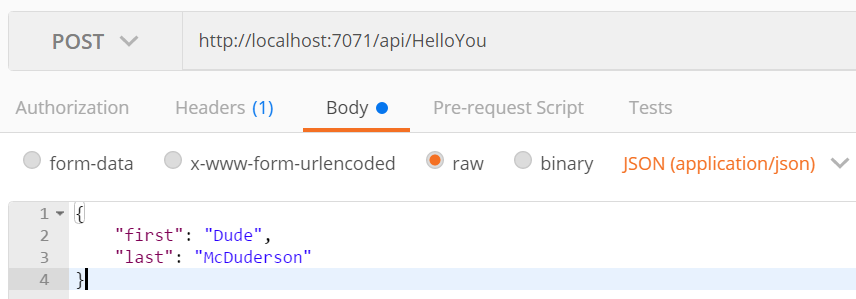 POST http://localhost:7071/api/HelloYou
Authorization Headers (1) Body Pre-request Script Tests
form-data x-www-form-urlencoded raw binary JSON (application/json)
1 {
2 "first": "Dude",
3 "last": "McDuderson"
4 }